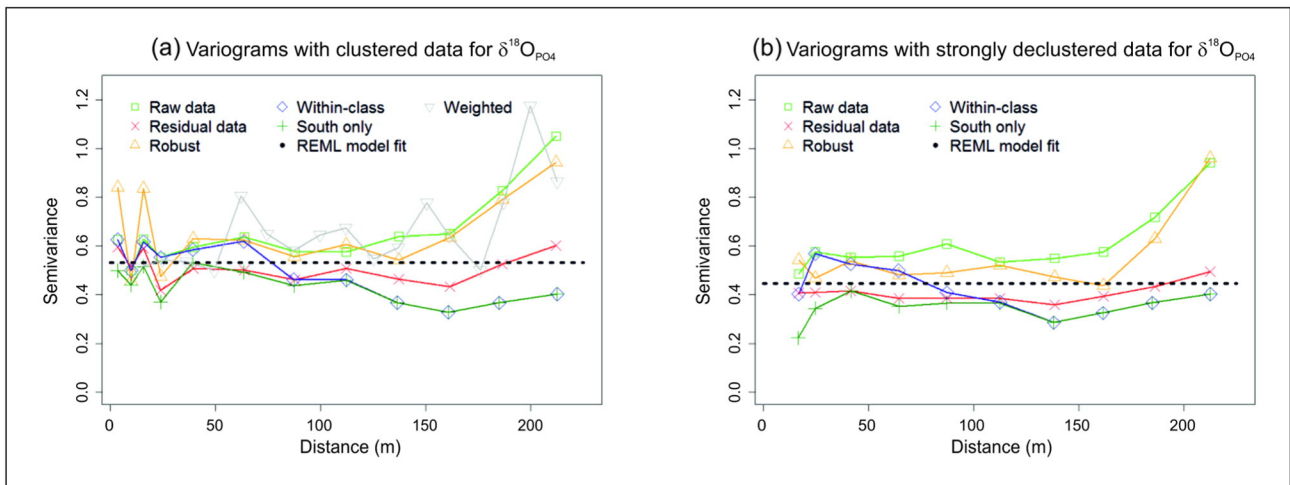 (a) Variograms with clustered data for δ¹⁸O_PO4
1.2
1.0
0.8
0.6
0.4
0.2
0.0
Semivariance
Raw data
Residual data
Robust
Within-class
South only
REML model fit
Weighted
0 50 100 150 200
Distance (m)
(b) Variograms with strongly declustered data for δ¹⁸O_PO4
1.2
1.0
0.8
0.6
0.4
0.2
0.0
Semivariance
Raw data
Residual data
Robust
Within-class
South only
REML model fit
0 50 100 150 200
Distance (m)